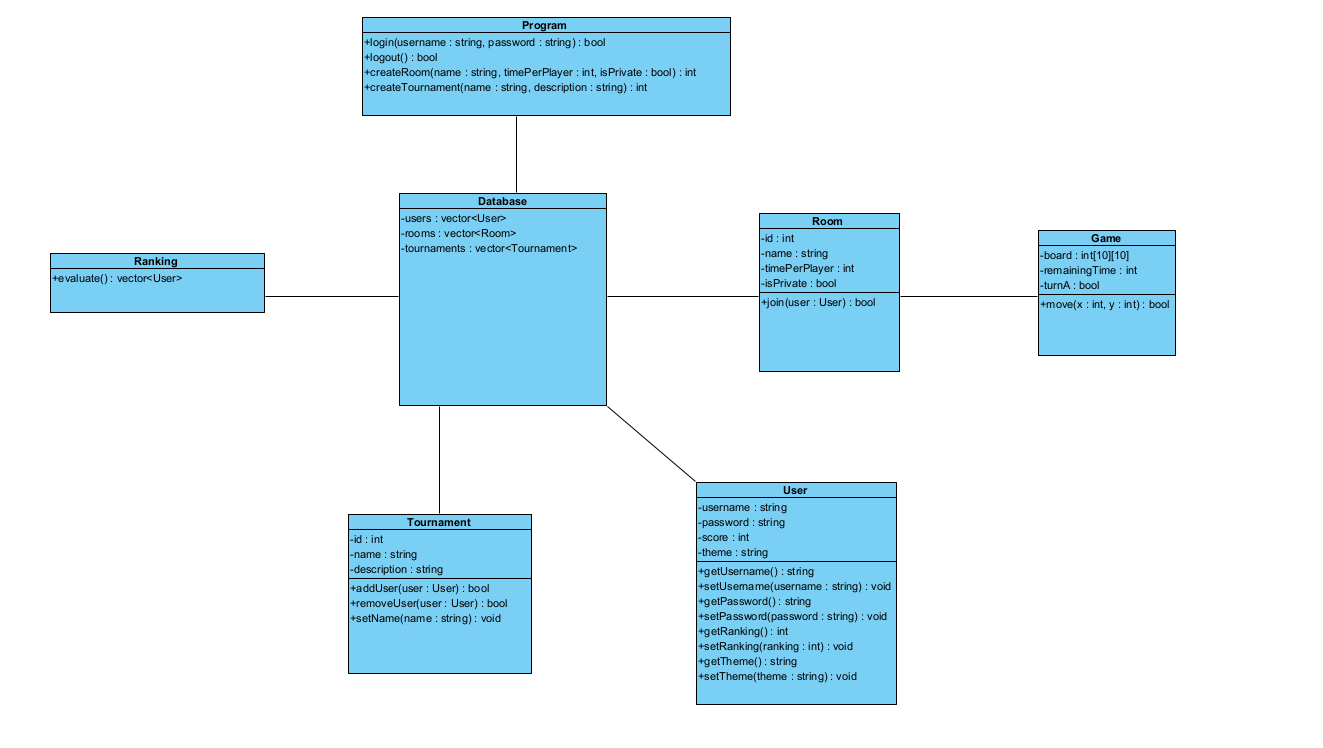 Program
+login(username : string, password : string) : bool
+logout() : bool
+createRoom(name : string, timePerPlayer : int, isPrivate : bool) : int
+createTournament(name : string, description : string) : int
Database
-users : vector<User>
-rooms : vector<Room>
-tournaments : vector<Tournament>
Ranking
+evaluate() : vector<User>
Room
-id : int
-name : string
-timePerPlayer : int
-isPrivate : bool
+join(user : User) : bool
Game
-board : int[10][10]
-remainingTime : int
-turnA : bool
+move(x : int, y : int) : bool
Tournament
-id : int
-name : string
-description : string
+addUser(user : User) : bool
+removeUser(user : User) : bool
+setName(name : string) : void
User
-username : string
-password : string
-score : int
-theme : string
+getUsername() : string
+setUsername(username : string) : void
+getPassword() : string
+setPassword(password : string) : void
+getRanking() : int
+setRanking(ranking : int) : void
+getTheme() : string
+setTheme(theme : string) : void